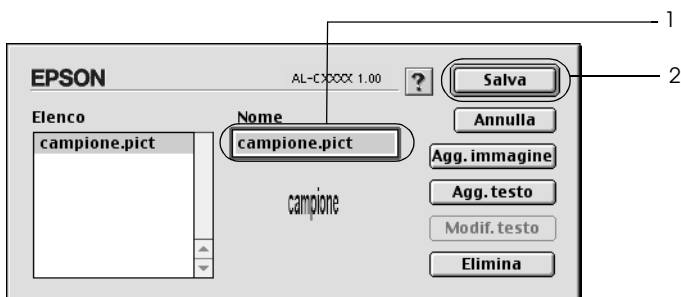 1
EPSON
AL-CXXXX 1.00
?
Salva
2
Elenco
Nome
Annulla
campione.pict
campione.pict
Agg. immagine
campione
Agg. testo
Modif. testo
Elimina